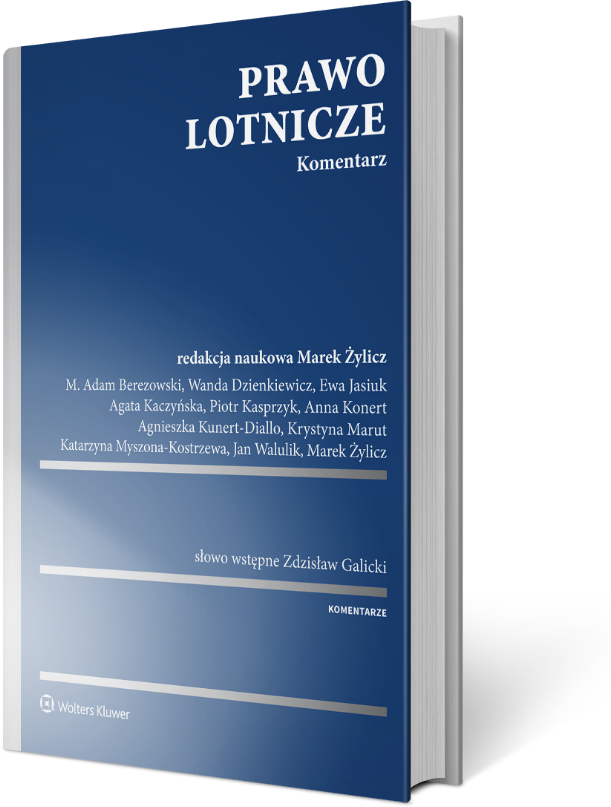 PRAWO
LOTNICZE
Komentarz
redakcja naukowa Marek Żylicz
M. Adam Berezowski, Wanda Dzienkiewicz, Ewa Jasiuk
Agata Kaczyńska, Piotr Kasprzyk, Anna Konert
Agnieszka Kunert-Diallo, Krystyna Marut
Katarzyna Myszona-Kostrzewa, Jan Walulik, Marek Żylicz
słowo wstępne Zdzisław Galicki
KOMENTARZE
Wolters Kluwer